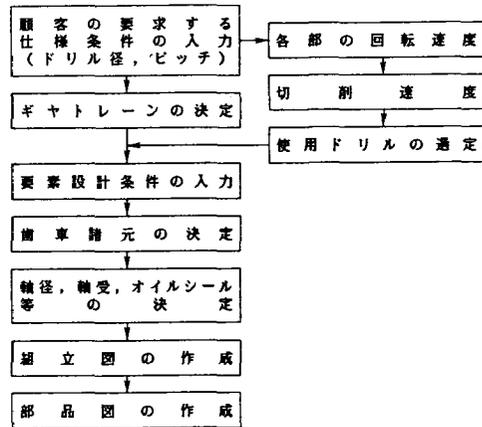 顧客の要求する
仕様条件の入力
(ドリル径,ピッチ)
各部の回転速度
切削速度
使用ドリルの選定
ギヤトレーンの決定
要素設計条件の入力
歯車諸元の決定
軸径,軸受,オイルシール
等の決定
組立図の作成
部品図の作成